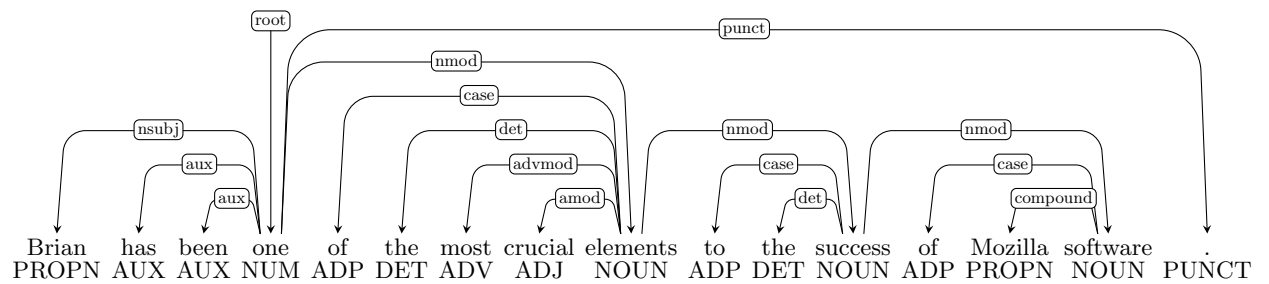 root
punct
nmod
case
nsubj det nmod nmod
aux advmod case case
aux amod det compound
Brian has been one of the most crucial elements to the success of Mozilla software .
PROPN AUX AUX NUM ADP DET ADV ADJ NOUN ADP DET NOUN ADP PROPN NOUN PUNCT